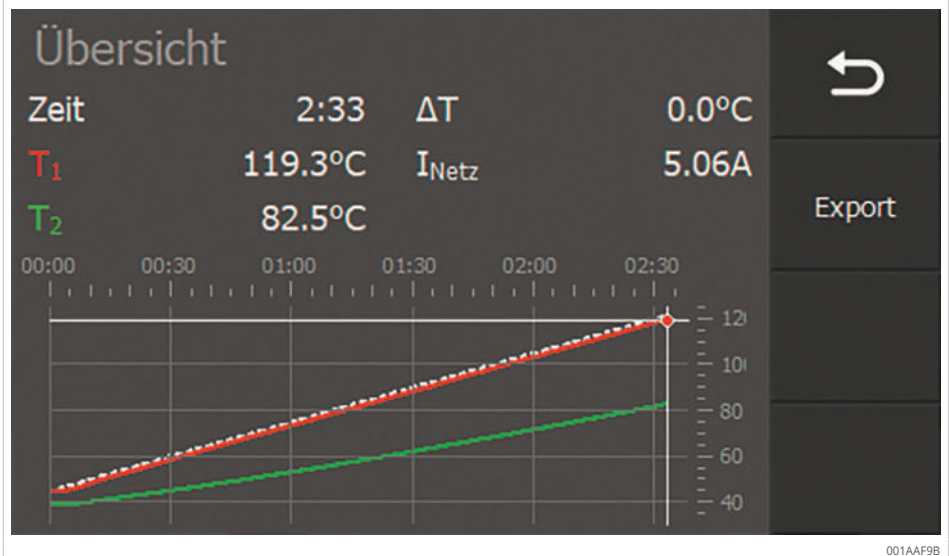 Übersicht
Zeit 2:33 ΔT 0.0°C
T1 119.3°C INetz 5.06A
T2 82.5°C
Export
00:00 00:30 01:00 01:30 02:00 02:30
80
60
40
001AAF9B